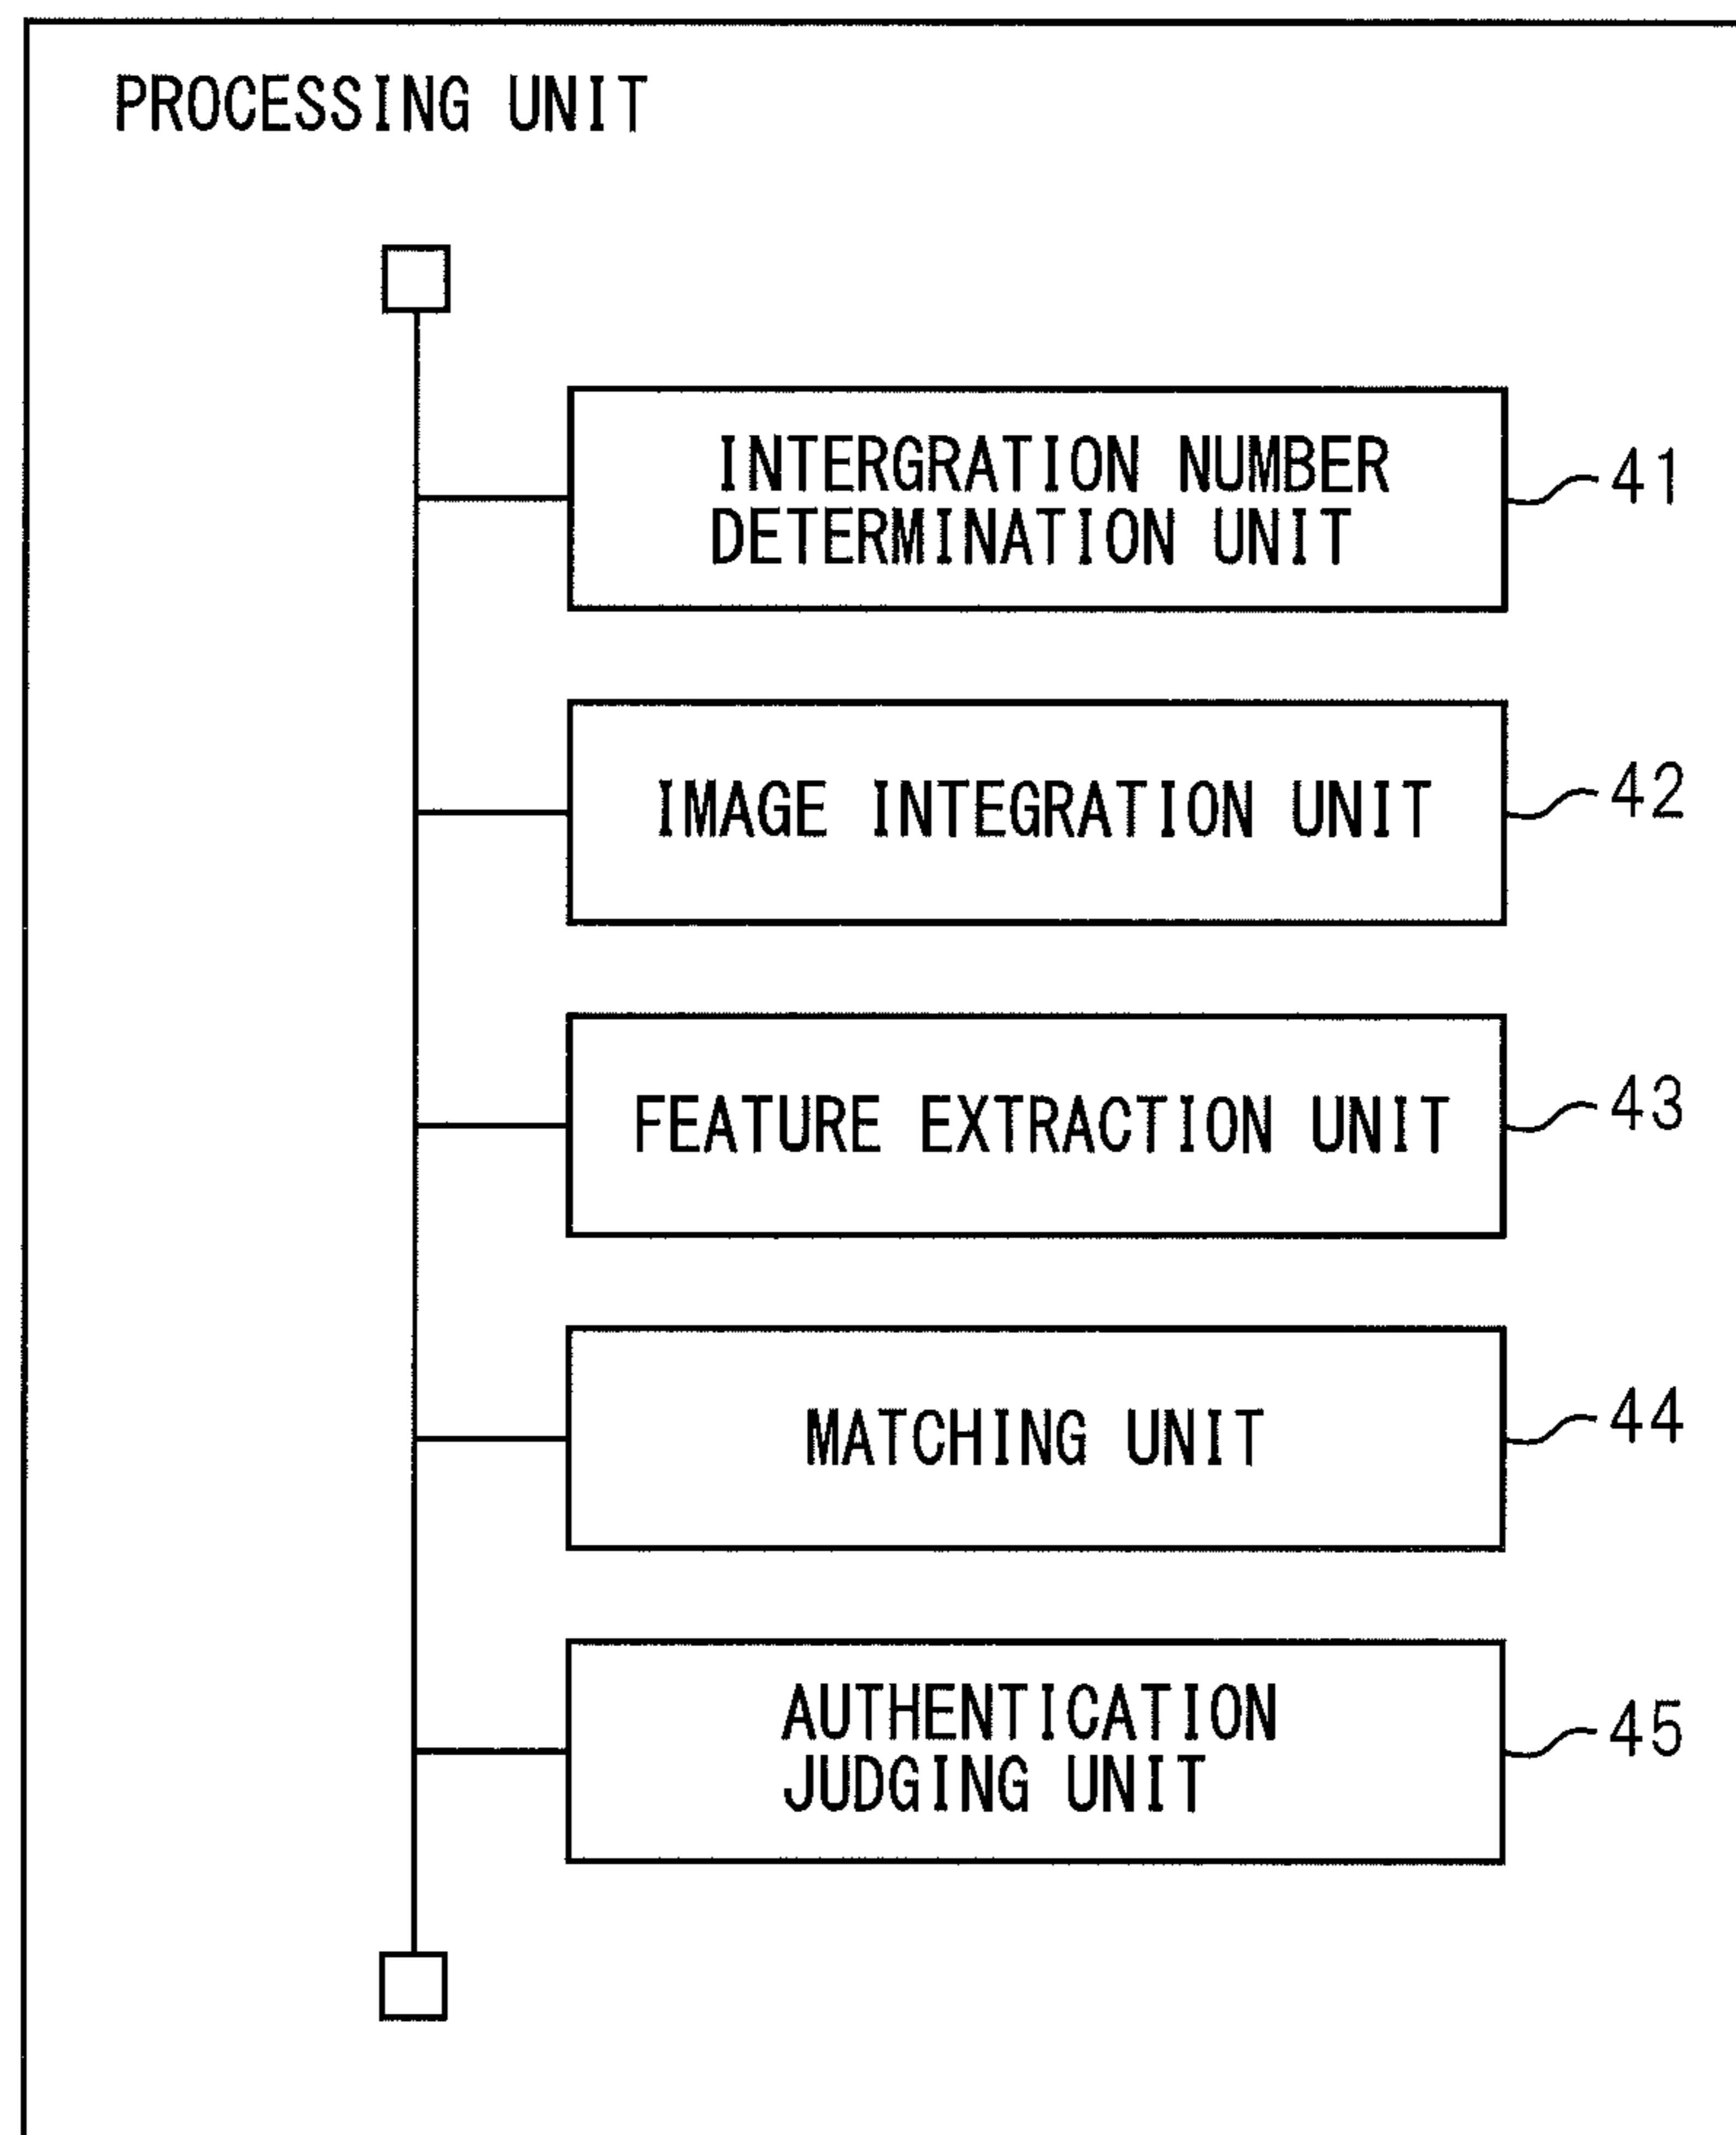 PROCESSING UNIT
INTERGRATION NUMBER
DETERMINATION UNIT
41
IMAGE INTEGRATION UNIT
42
FEATURE EXTRACTION UNIT
43
MATCHING UNIT
44
AUTHENTICATION
JUDGING UNIT
45